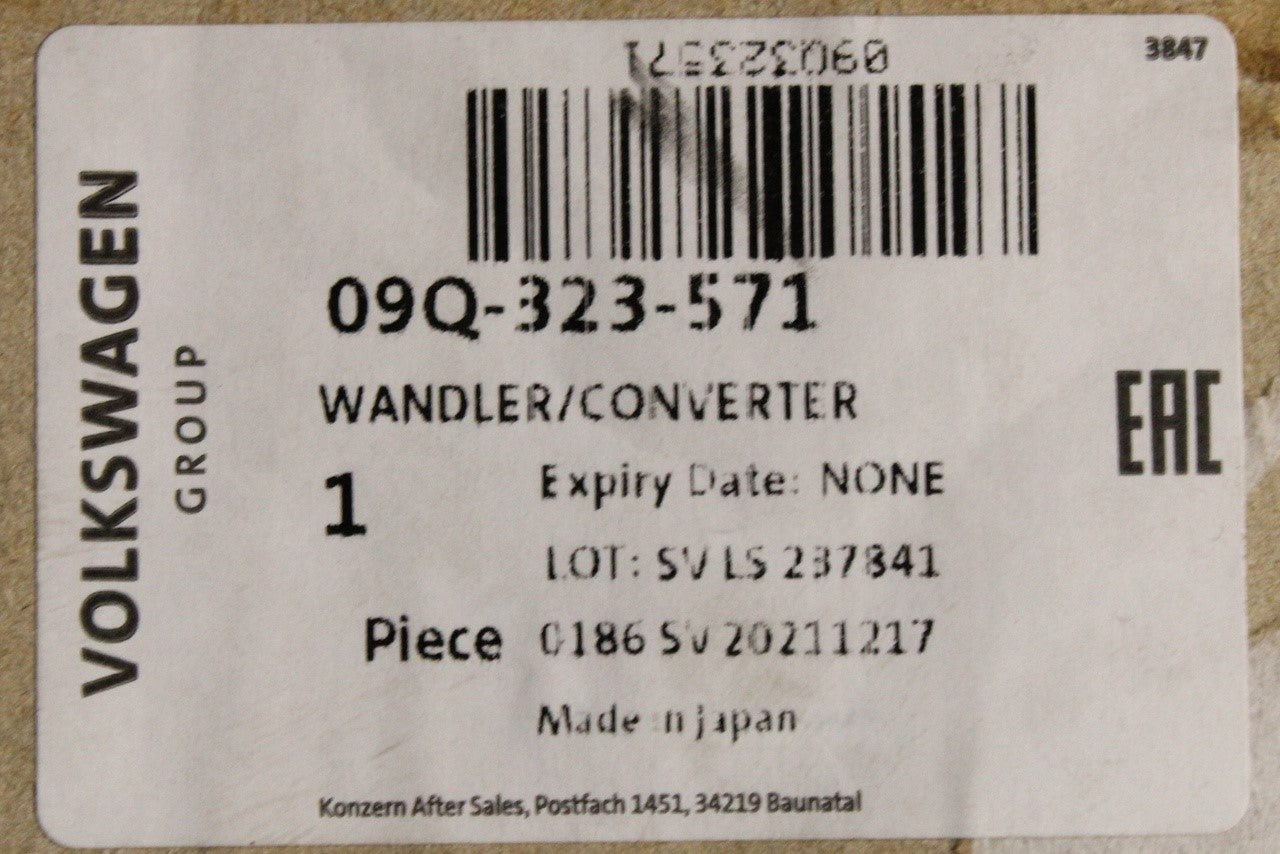 3847
09Q323571
09Q-323-571
WANDLER/CONVERTER
EAC
1
Expiry Date: NONE
LOT: SV LS 237841
Piece
0186 SV 20211217
Made in Japan
VOLKSWAGEN
GROUP
Konzern After Sales, Postfach 1451, 34219 Baunatal